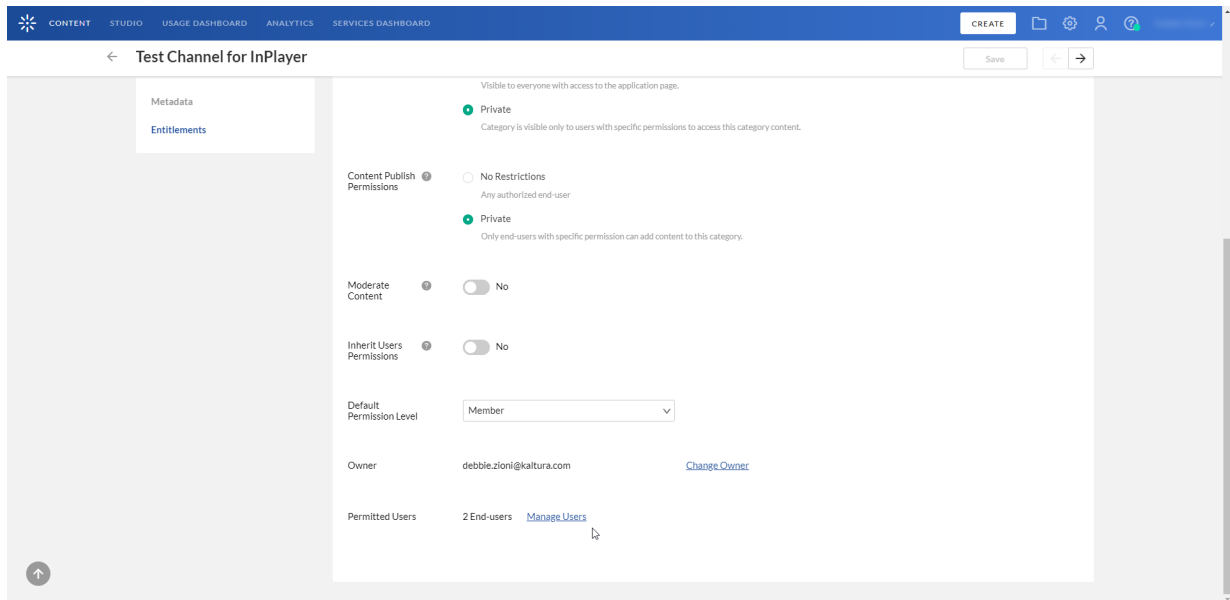 CONTENT STUDIO USAGE DASHBOARD ANALYTICS SERVICES DASHBOARD CREATE
Test Channel for InPlayer Save
Metadata
Entitlements
Visible to everyone with access to the application page.
Private
Category is visible only to users with specific permissions to access this category content.
Content Publish
Permissions
No Restrictions
Any authorized end-user
Private
Only end-users with specific permission can add content to this category.
Moderate
Content
No
Inherit Users
Permissions
No
Default
Permission Level
Member
Owner debbie.zioni@kaltura.com Change Owner
Permitted Users 2 End-users Manage Users